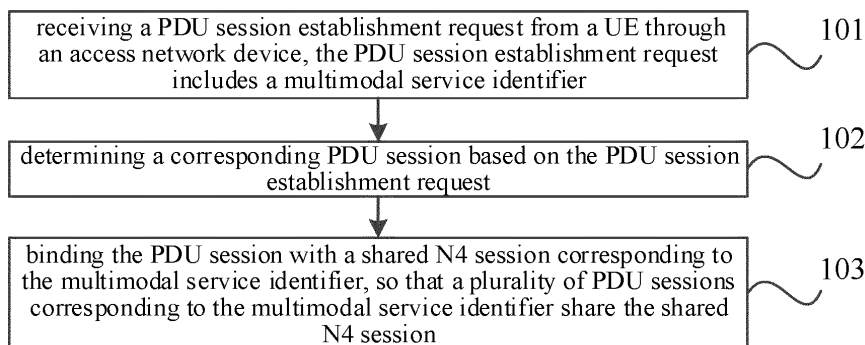 receiving a PDU session establishment request from a UE through
an access network device, the PDU session establishment request
includes a multimodal service identifier
101
determining a corresponding PDU session based on the PDU session
establishment request
102
binding the PDU session with a shared N4 session corresponding to
the multimodal service identifier, so that a plurality of PDU sessions
corresponding to the multimodal service identifier share the shared
N4 session
103